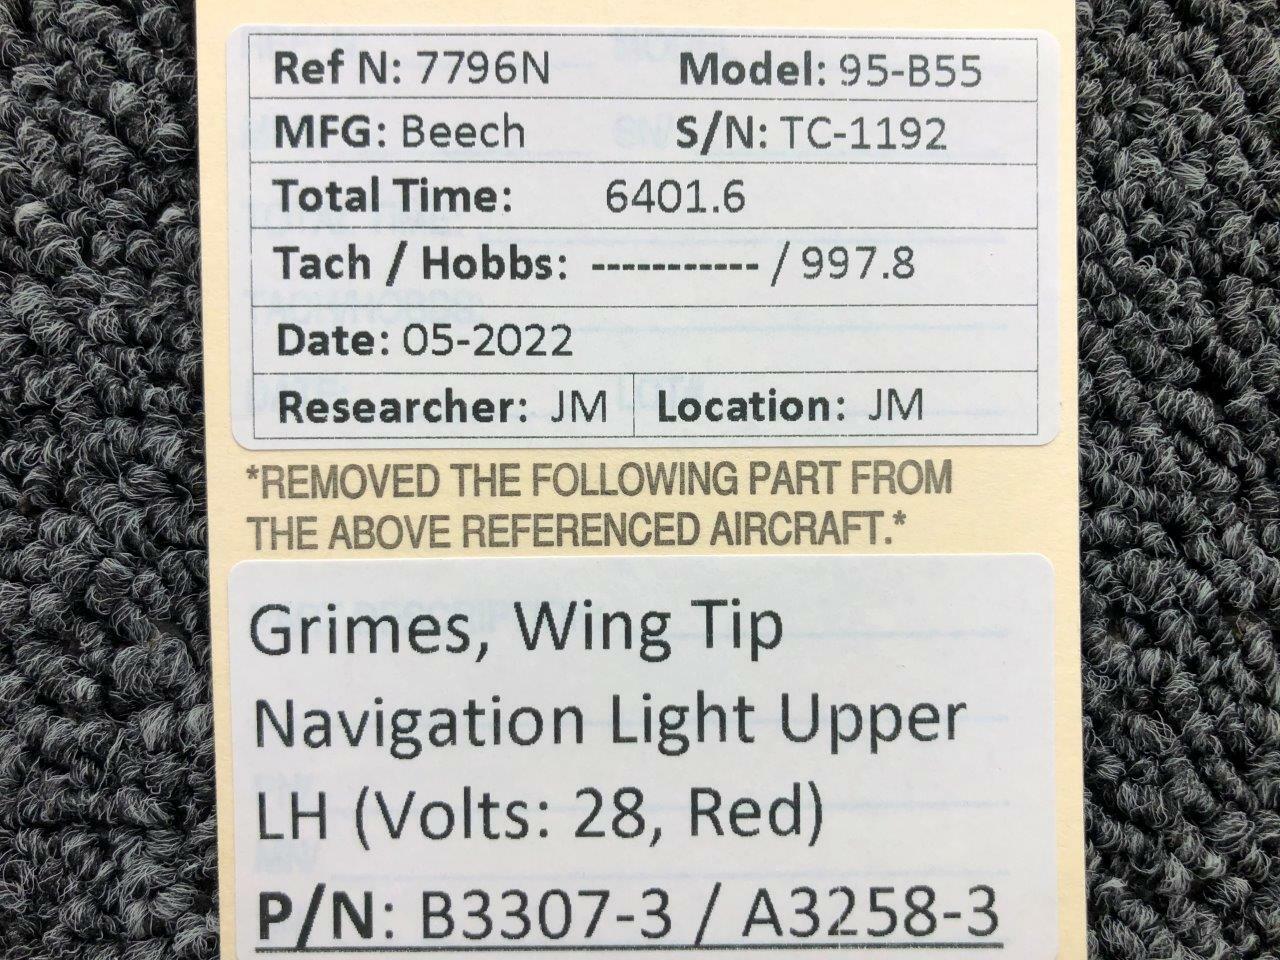 Ref N: 7796N Model: 95-B55
MFG: Beech S/N: TC-1192
Total Time: 6401.6
Tach / Hobbs: ----------- / 997.8
Date: 05-2022
Researcher: JM Location: JM
*REMOVED THE FOLLOWING PART FROM
THE ABOVE REFERENCED AIRCRAFT.*
Grimes, Wing Tip
Navigation Light Upper
LH (Volts: 28, Red)
P/N: B3307-3 / A3258-3